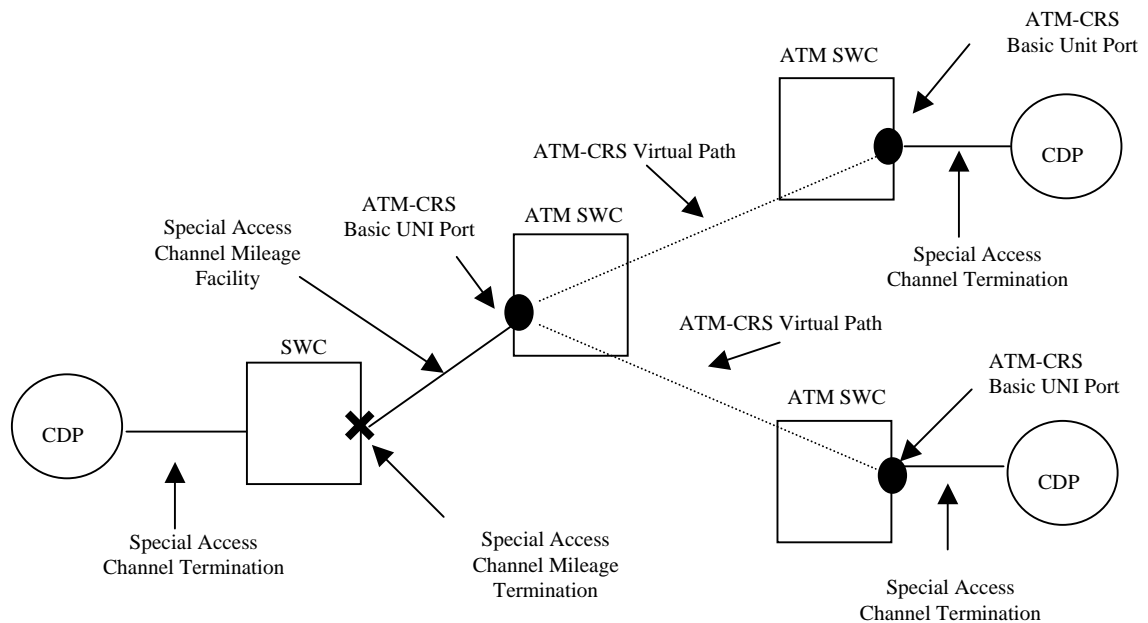 ATM-CRS
Basic Unit Port
ATM SWC
CDP
ATM-CRS Virtual Path
ATM-CRS
Basic UNI Port
ATM SWC
Special Access
Channel Mileage
Facility
Special Access
Channel Termination
ATM-CRS Virtual Path
SWC
ATM-CRS
Basic UNI Port
ATM SWC
CDP
CDP
Special Access
Channel Termination
Special Access
Channel Mileage
Termination
Special Access
Channel Termination